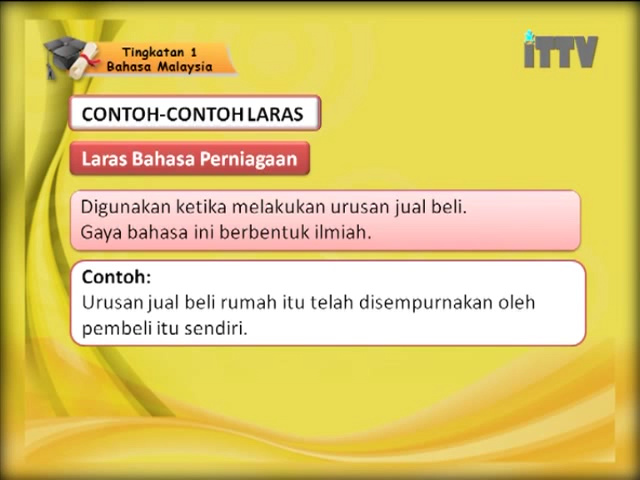 Tingkatan 1
Bahasa Malaysia
iTTV
CONTOH-CONTOH LARAS
Laras Bahasa Perniagaan
Digunakan ketika melakukan urusan jual beli.
Gaya bahasa ini berbentuk ilmiah.
Contoh:
Urusan jual beli rumah itu telah disempurnakan oleh
pembeli itu sendiri.